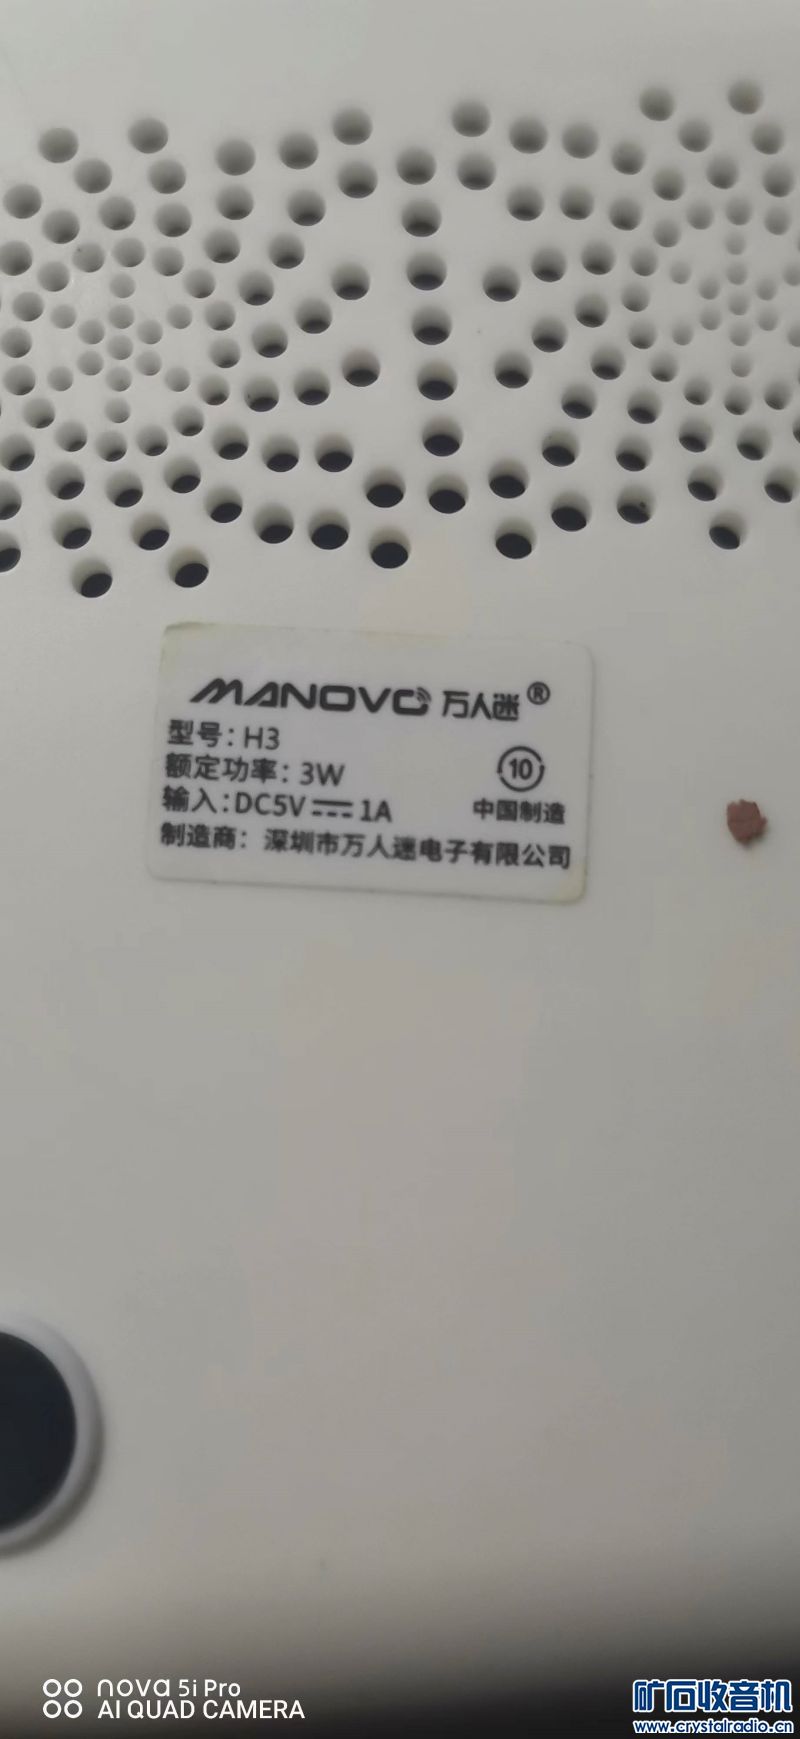 MANOVO 万人迷®
型号: H3
额定功率: 3W
输入: DC5V⎓1A
10
中国制造
制造商: 深圳市万人迷电子有限公司
nova 5i Pro
AI QUAD CAMERA
矿石收音机
www.crystalradio.cn